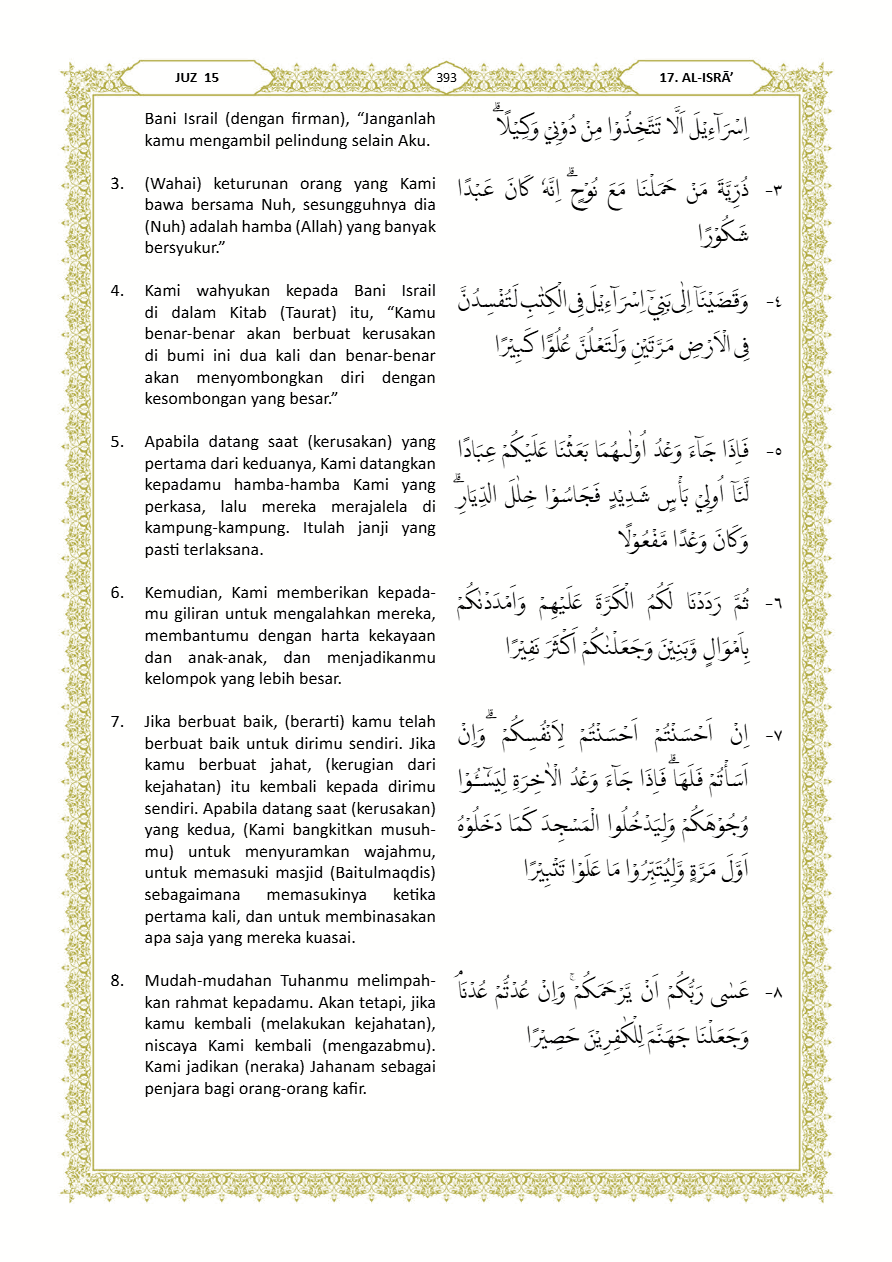 JUZ 15
393
17. AL-ISRĀ’
Bani Israil (dengan firman), “Janganlah
kamu mengambil pelindung selain Aku.
اِسْرَاۤءِيْلَ اَلَّا تَتَّخِذُوْا مِنْ دُوْنِيْ وَكِيْلًاۗ
3. (Wahai) keturunan orang yang Kami
bawa bersama Nuh, sesungguhnya dia
(Nuh) adalah hamba (Allah) yang banyak
bersyukur.”
٣- ذُرِّيَّةَ مَنْ حَمَلْنَا مَعَ نُوْحٍۗ اِنَّهٗ كَانَ عَبْدًا
شَكُوْرًا
4. Kami wahyukan kepada Bani Israil
di dalam Kitab (Taurat) itu, “Kamu
benar-benar akan berbuat kerusakan
di bumi ini dua kali dan benar-benar
akan menyombongkan diri dengan
kesombongan yang besar.”
٤- وَقَضَيْنَآ اِلٰى بَنِيْٓ اِسْرَاۤءِيْلَ فِى الْكِتٰبِ لَتُفْسِدُنَّ
فِى الْاَرْضِ مَرَّتَيْنِ وَلَتَعْلُنَّ عُلُوًّا كَبِيْرًا
5. Apabila datang saat (kerusakan) yang
pertama dari keduanya, Kami datangkan
kepadamu hamba-hamba Kami yang
perkasa, lalu mereka merajalela di
kampung-kampung. Itulah janji yang
pasti terlaksana.
٥- فَاِذَا جَاۤءَ وَعْدُ اُوْلٰىهُمَا بَعَثْنَا عَلَيْكُمْ عِبَادًا
لَّنَآ اُولِيْ بَأْسٍ شَدِيْدٍ فَجَاسُوْا خِلٰلَ الدِّيَارِۗ
وَكَانَ وَعْدًا مَّفْعُوْلًا
6. Kemudian, Kami memberikan kepada-
mu giliran untuk mengalahkan mereka,
membantumu dengan harta kekayaan
dan anak-anak, dan menjadikanmu
kelompok yang lebih besar.
٦- ثُمَّ رَدَدْنَا لَكُمُ الْكَرَّةَ عَلَيْهِمْ وَاَمْدَدْنٰكُمْ
بِاَمْوَالٍ وَّبَنِيْنَ وَجَعَلْنٰكُمْ اَكْثَرَ نَفِيْرًا
7. Jika berbuat baik, (berarti) kamu telah
berbuat baik untuk dirimu sendiri. Jika
kamu berbuat jahat, (kerugian dari
kejahatan) itu kembali kepada dirimu
sendiri. Apabila datang saat (kerusakan)
yang kedua, (Kami bangkitkan musuh-
mu) untuk menyuramkan wajahmu,
untuk memasuki masjid (Baitulmaqdis)
sebagaimana memasukinya ketika
pertama kali, dan untuk membinasakan
apa saja yang mereka kuasai.
٧- اِنْ اَحْسَنْتُمْ اَحْسَنْتُمْ لِاَنْفُسِكُمْ ۗوَاِنْ
اَسَأْتُمْ فَلَهَاۗ فَاِذَا جَاۤءَ وَعْدُ الْاٰخِرَةِ لِيَسٗۤـُٔوْا
وُجُوْهَكُمْ وَلِيَدْخُلُوا الْمَسْجِدَ كَمَا دَخَلُوْهُ
اَوَّلَ مَرَّةٍ وَّلِيُتَبِّرُوْا مَا عَلَوْا تَتْبِيْرًا
8. Mudah-mudahan Tuhanmu melimpah-
kan rahmat kepadamu. Akan tetapi, jika
kamu kembali (melakukan kejahatan),
niscaya Kami kembali (mengazabmu).
Kami jadikan (neraka) Jahanam sebagai
penjara bagi orang-orang kafir.
٨- عَسٰى رَبُّكُمْ اَنْ يَّرْحَمَكُمْۚ وَاِنْ عُدْتُّمْ عُدْنَاۘ
وَجَعَلْنَا جَهَنَّمَ لِلْكٰفِرِيْنَ حَصِيْرًا